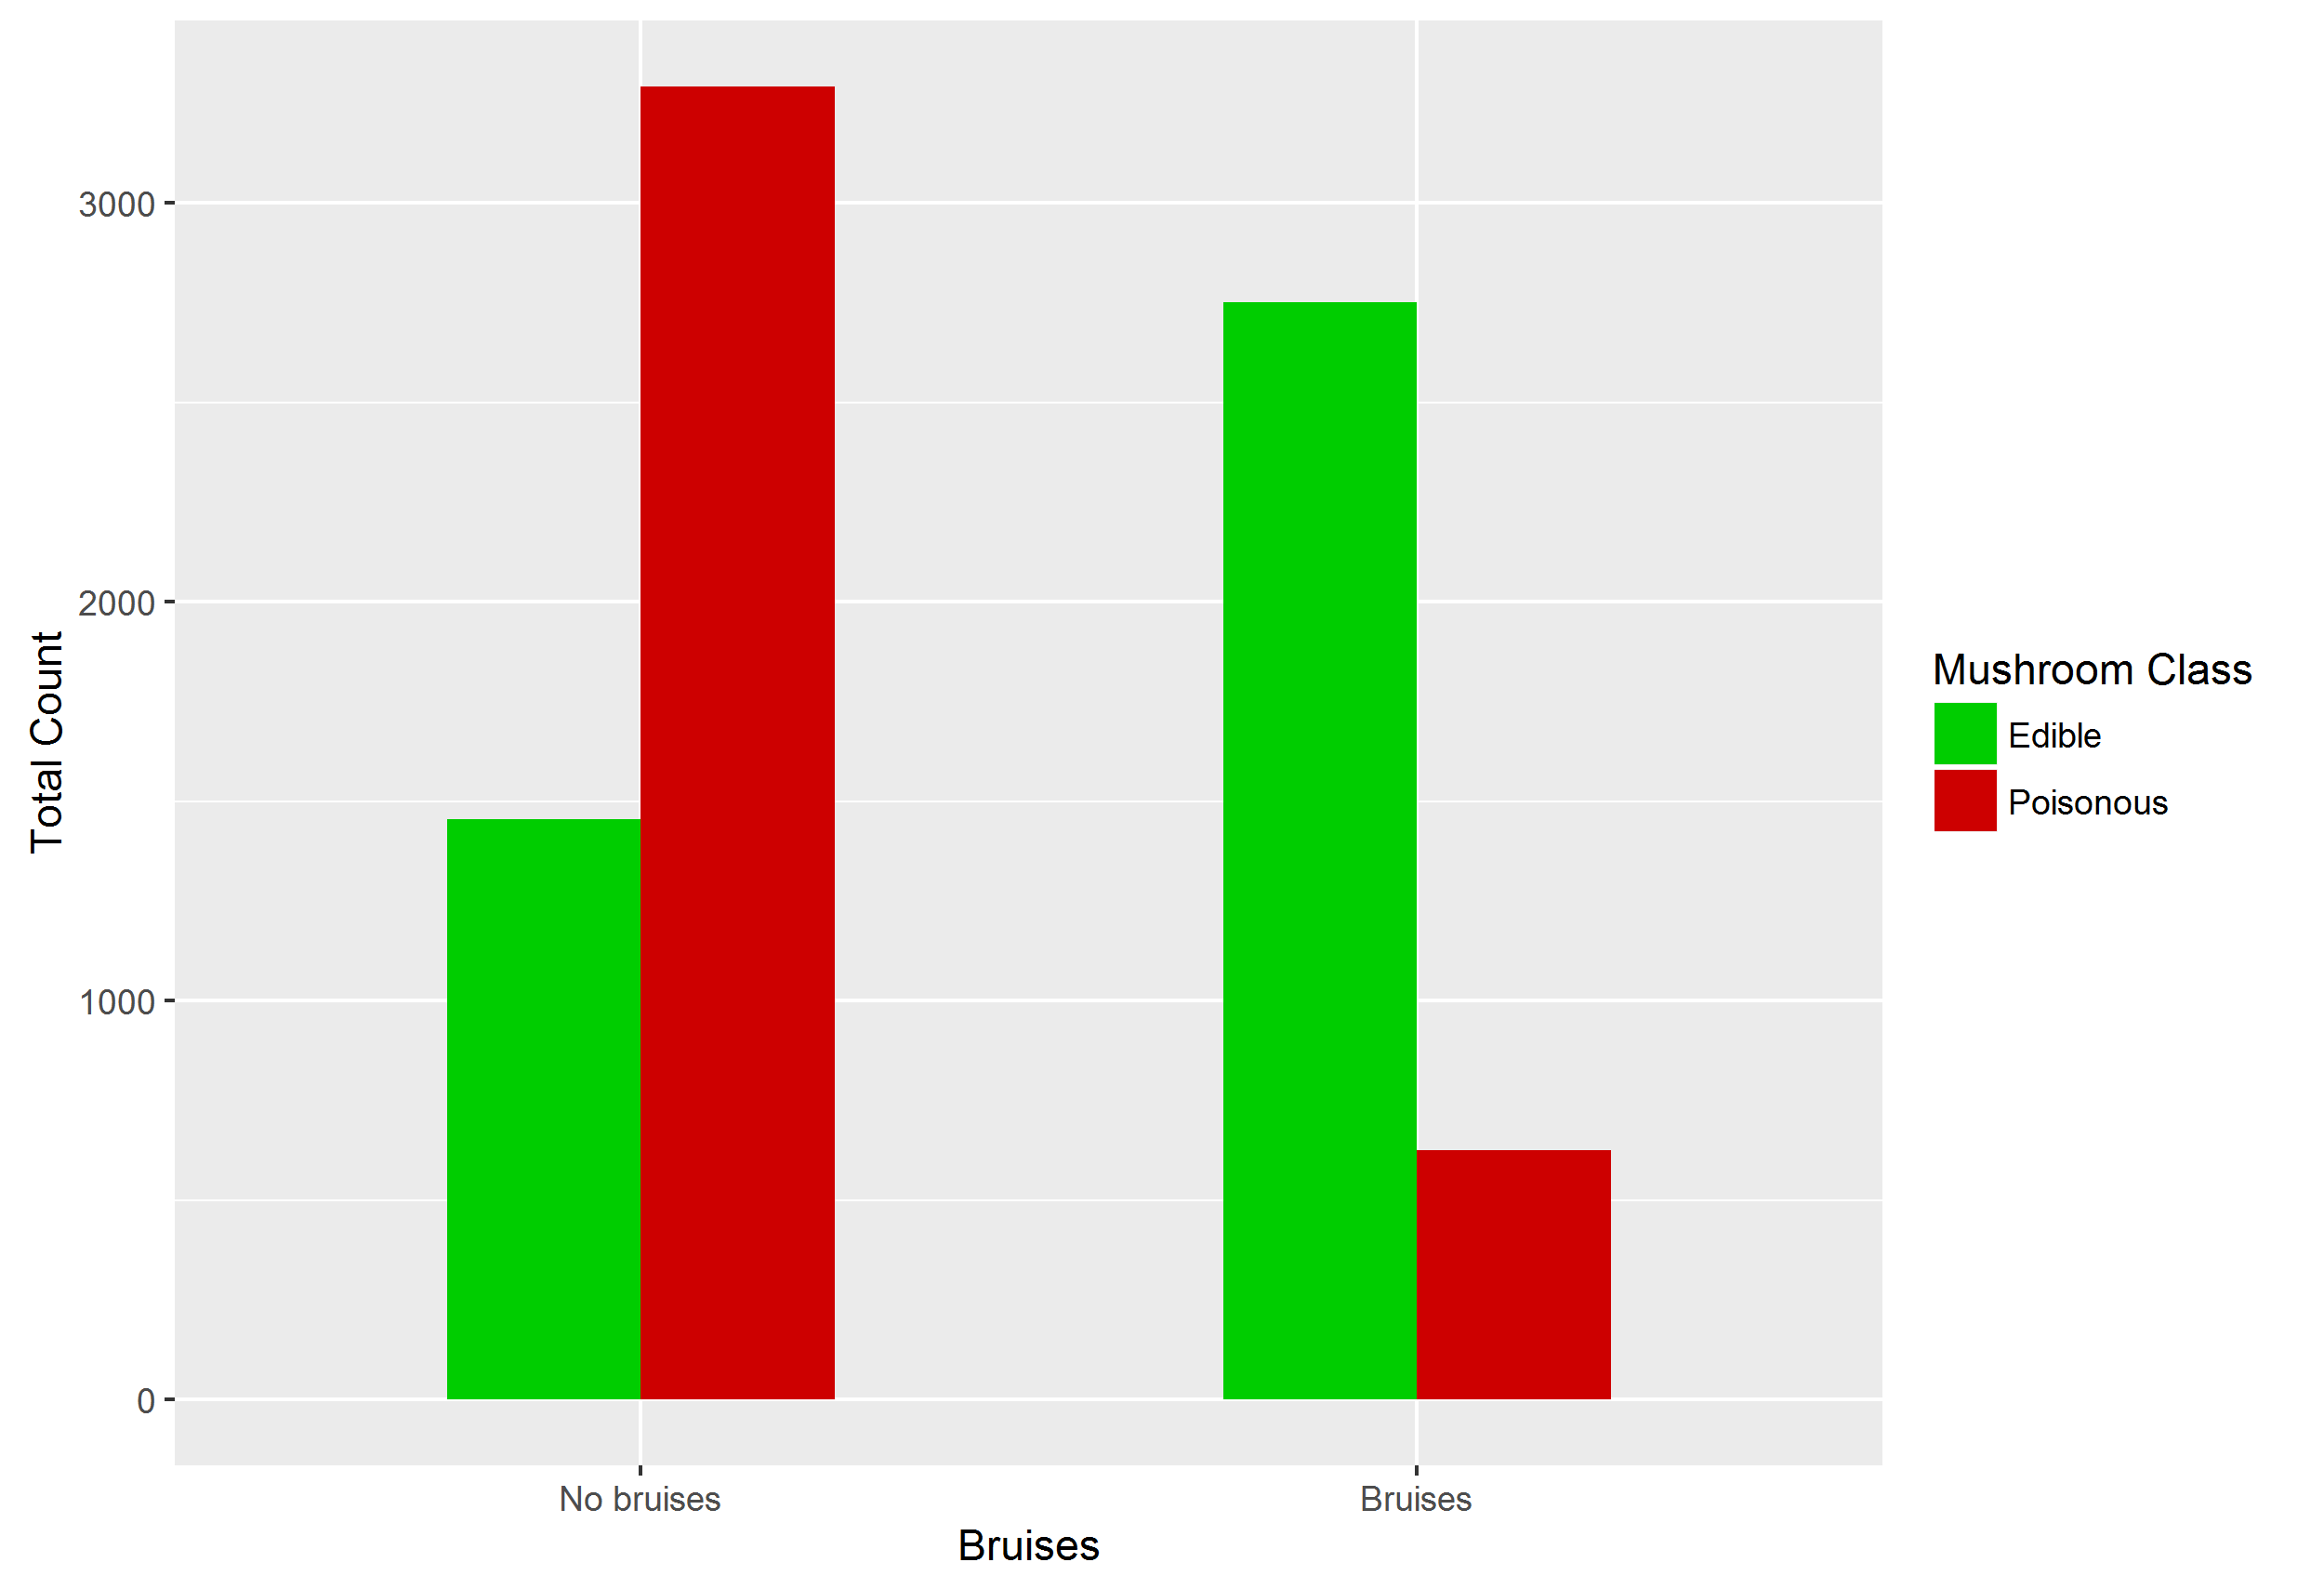 Total Count
3000
2000
1000
0
No bruises
Bruises
Bruises
Mushroom Class
Edible
Poisonous